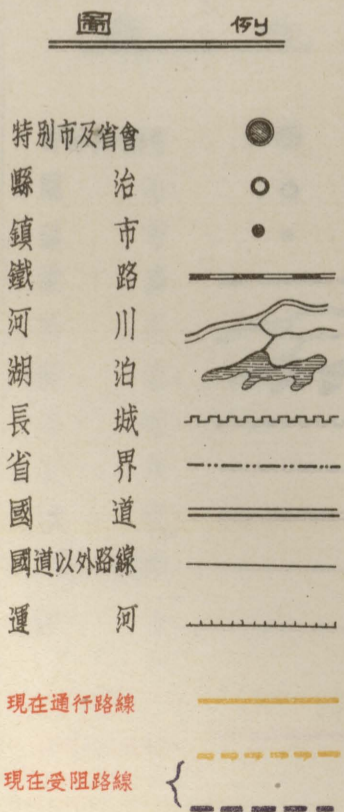 圖例
特別市及省會
縣治
鎮市
鐵路
河川
湖泊
長城
省界
國道
國道以外路線
運河
現在通行路線
現在受阻路線